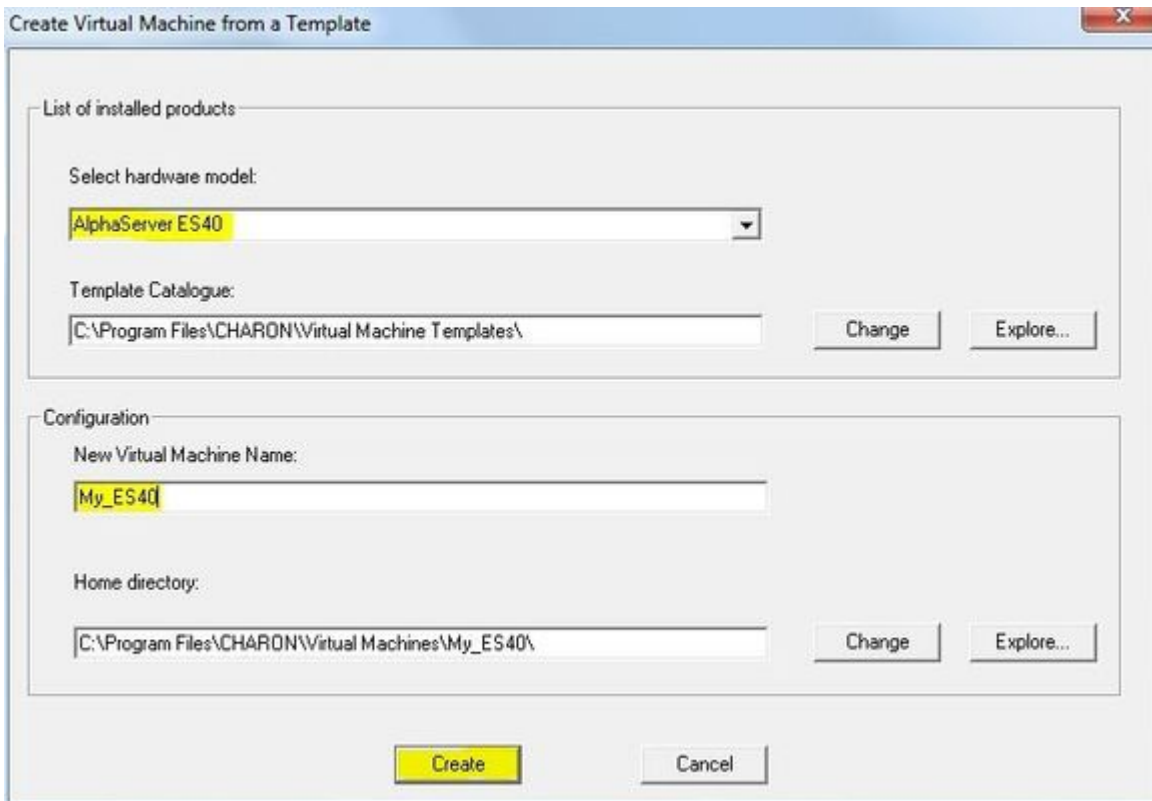 Create Virtual Machine from a Template
x
List of installed products
Select hardware model:
AlphaServer ES40
Template Catalogue:
C:\Program Files\CHARON\Virtual Machine Templates\
Change
Explore...
Configuration
New Virtual Machine Name:
My_ES40
Home directory:
C:\Program Files\CHARON\Virtual Machines\My_ES40\
Change
Explore...
Create
Cancel